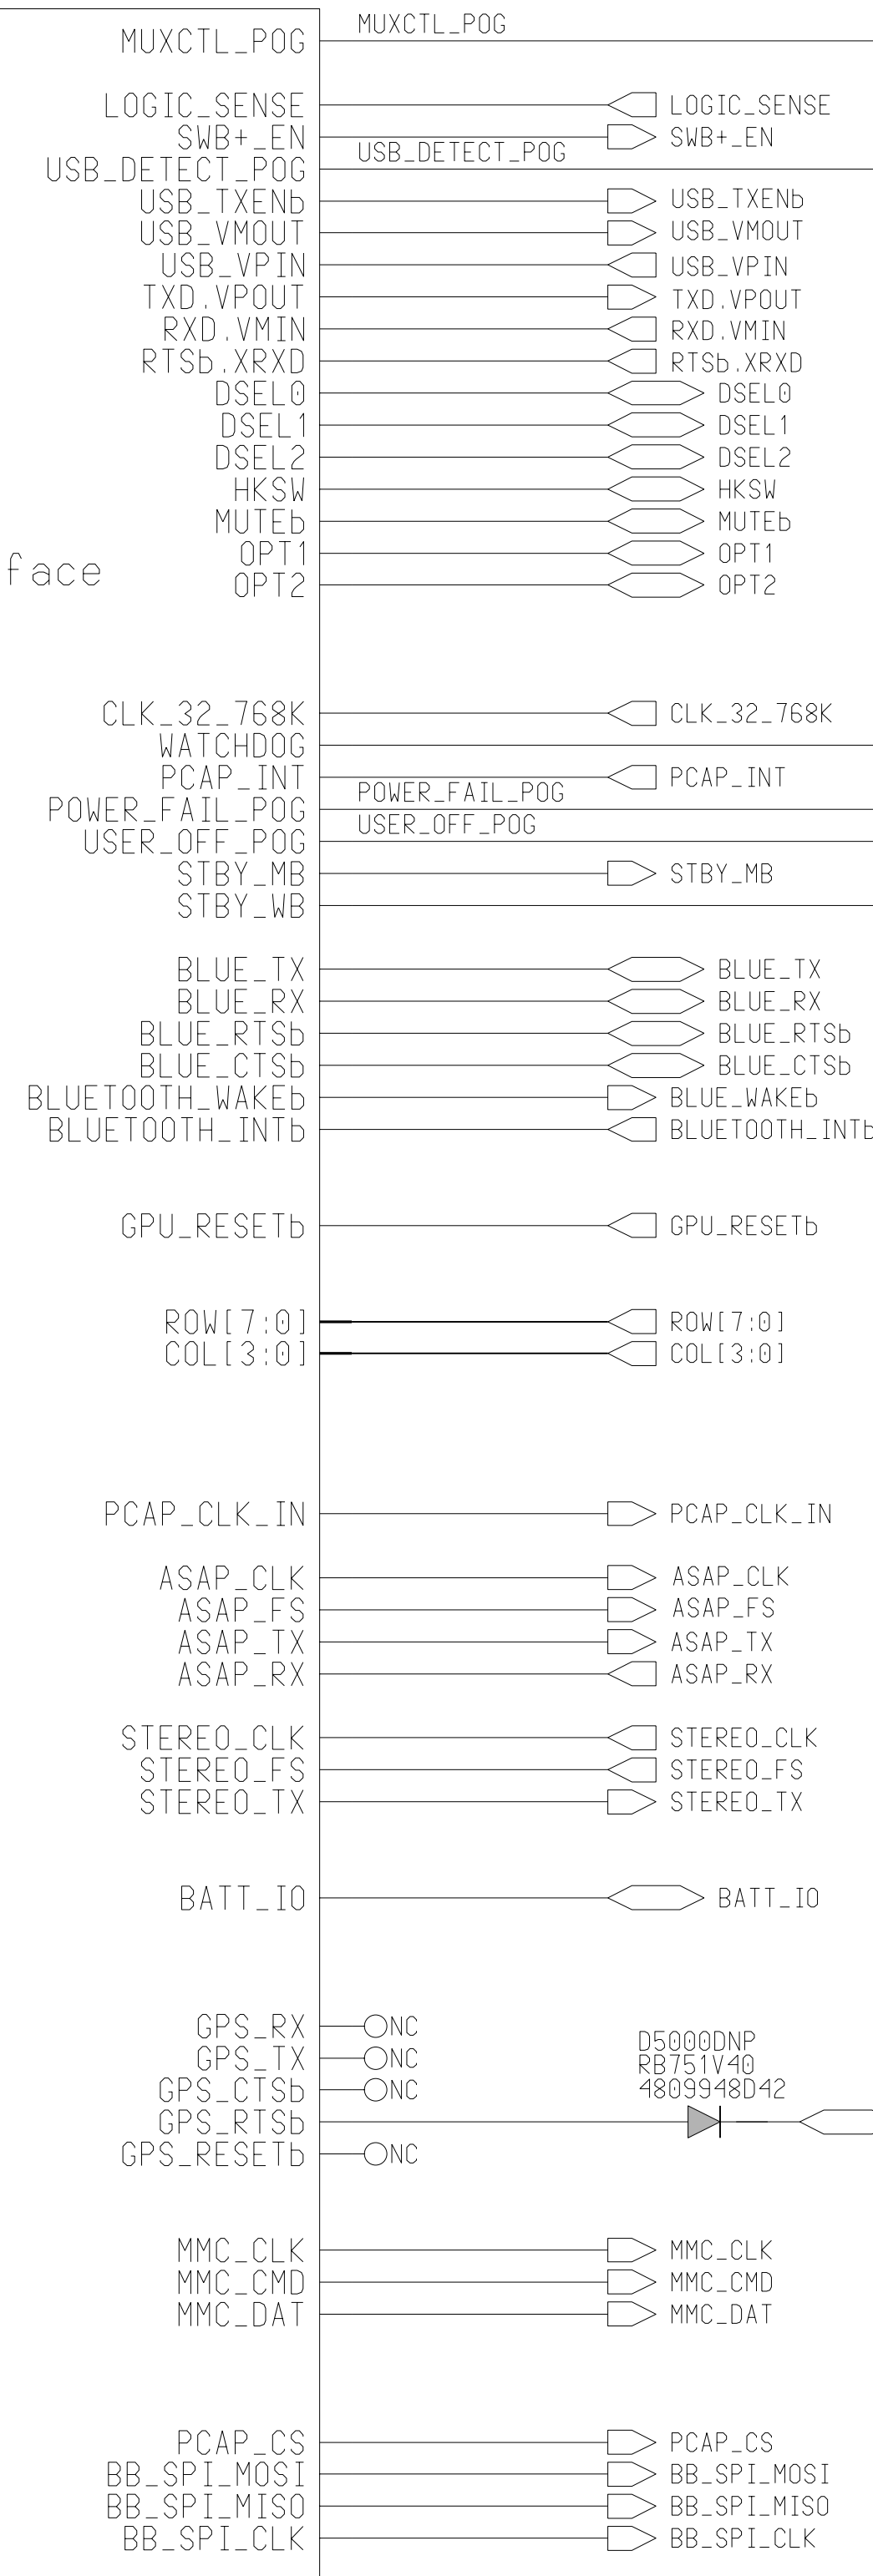 MUXCTL_POG MUXCTL_POG
LOGIC_SENSE LOGIC_SENSE
SWB+_EN SWB+_EN
USB_DETECT_POG USB_DETECT_POG
USB_TXENb USB_TXENb
USB_VMOUT USB_VMOUT
USB_VPIN USB_VPIN
TXD.VPOUT TXD.VPOUT
RXD.VMIN RXD.VMIN
RTSb.XRXD RTSb.XRXD
DSEL0 DSEL0
DSEL1 DSEL1
DSEL2 DSEL2
HKSW HKSW
MUTEb MUTEb
OPT1 OPT1
face
OPT2 OPT2
CLK_32_768K CLK_32_768K
WATCHDOG
PCAP_INT PCAP_INT
POWER_FAIL_POG POWER_FAIL_POG
USER_OFF_POG USER_OFF_POG
STBY_MB STBY_MB
STBY_WB
BLUE_TX BLUE_TX
BLUE_RX BLUE_RX
BLUE_RTSb BLUE_RTSb
BLUE_CTSb BLUE_CTSb
BLUETOOTH_WAKEb BLUE_WAKEb
BLUETOOTH_INTb BLUETOOTH_INTb
GPU_RESETb GPU_RESETb
ROW[7:0] ROW[7:0]
COL[3:0] COL[3:0]
PCAP_CLK_IN PCAP_CLK_IN
ASAP_CLK ASAP_CLK
ASAP_FS ASAP_FS
ASAP_TX ASAP_TX
ASAP_RX ASAP_RX
STEREO_CLK STEREO_CLK
STEREO_FS STEREO_FS
STEREO_TX STEREO_TX
BATT_IO BATT_IO
GPS_RX NC
D5000DNP
RB751V40
4809948D42
GPS_TX NC
GPS_CTSb NC
GPS_RTSb
GPS_RESETb NC
MMC_CLK MMC_CLK
MMC_CMD MMC_CMD
MMC_DAT MMC_DAT
PCAP_CS PCAP_CS
BB_SPI_MOSI BB_SPI_MOSI
BB_SPI_MISO BB_SPI_MISO
BB_SPI_CLK BB_SPI_CLK